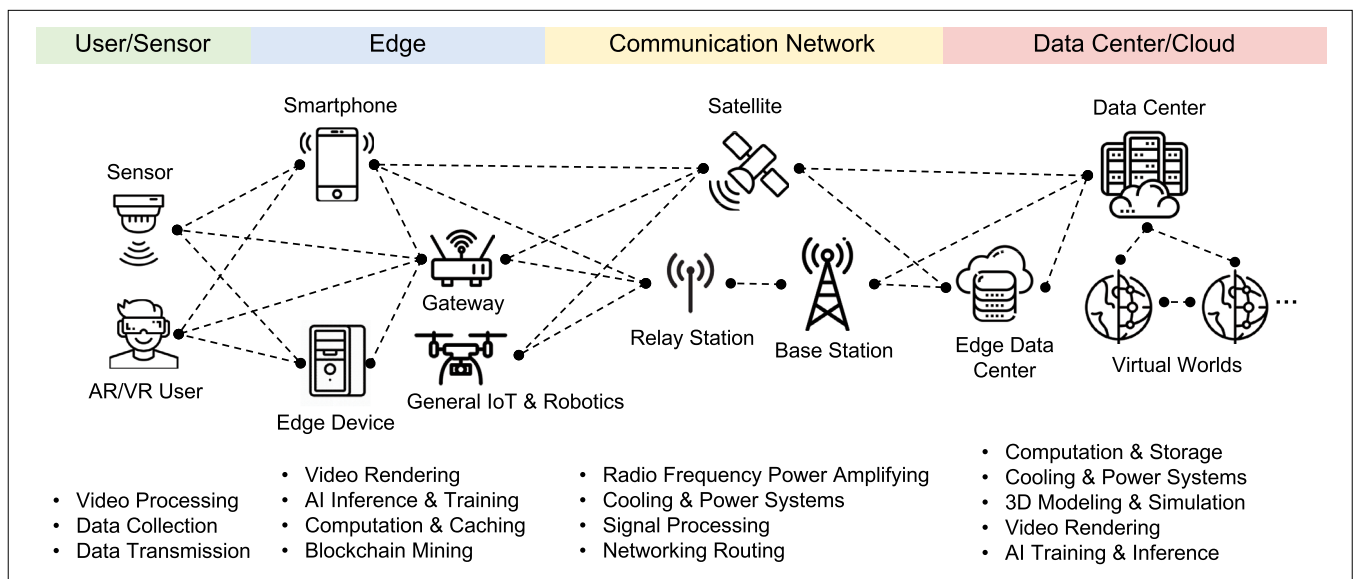 User/Sensor
Edge
Communication Network
Data Center/Cloud
Smartphone
Satellite
Data Center
Sensor
Gateway
Relay Station
Base Station
Edge Data
Center
Virtual Worlds
...
AR/VR User
Edge Device
General IoT & Robotics
• Video Processing
• Data Collection
• Data Transmission
• Video Rendering
• AI Inference & Training
• Computation & Caching
• Blockchain Mining
• Radio Frequency Power Amplifying
• Cooling & Power Systems
• Signal Processing
• Networking Routing
• Computation & Storage
• Cooling & Power Systems
• 3D Modeling & Simulation
• Video Rendering
• AI Training & Inference